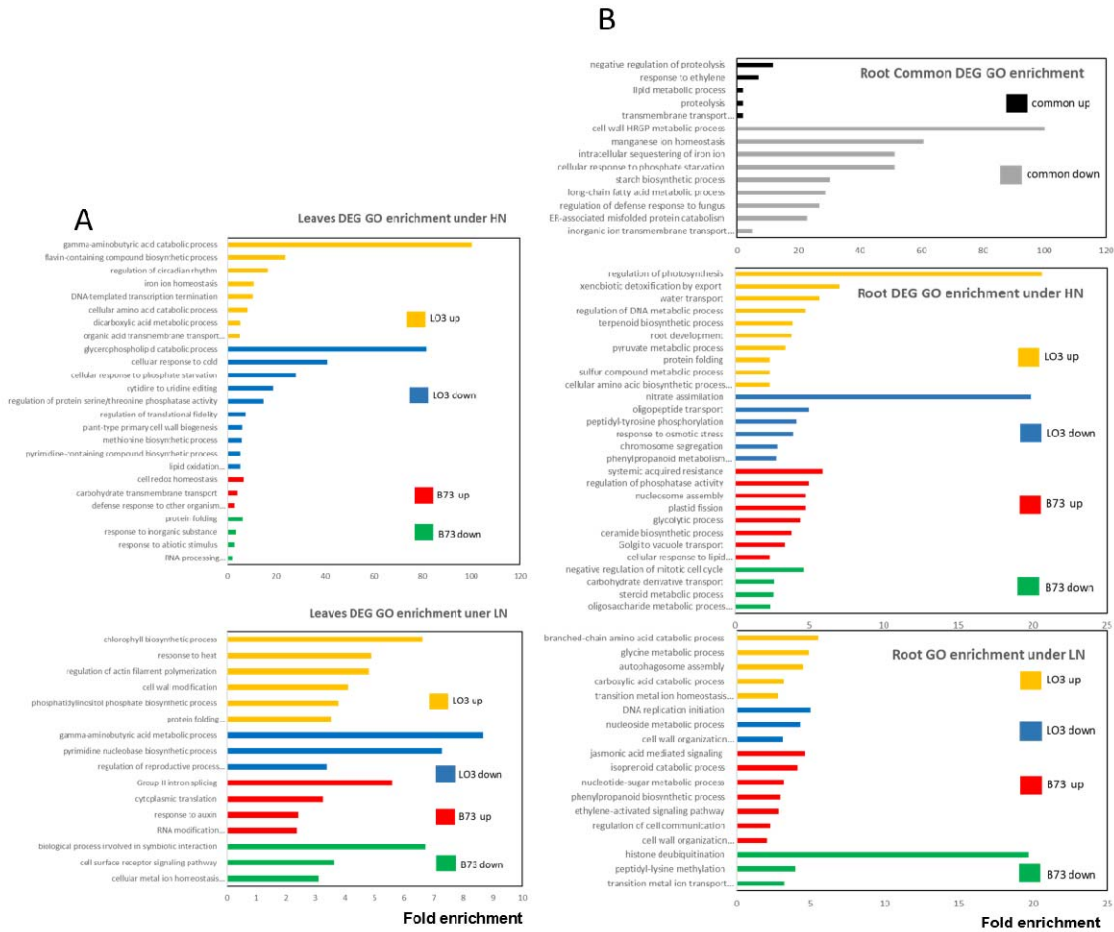 A
Leaves DEG GO enrichment under HN
gamma-aminobutyric acid catabolic process
flavin-containing compound biosynthetic process
regulation of circadian rhythm
iron ion homeostasis
DNA-templated transcription termination
cellular amino acid catabolic process
dicarboxylic acid metabolic process
organic acid transmembrane transport...
glycerophospholipid catabolic process
cellular response to cold
cellular response to phosphate starvation
cytidine to uridine editing
regulation of protein serine/threonine phosphatase activity
regulation of translational fidelity
plant-type primary cell wall biogenesis
methionine biosynthetic process
pyrimidine-containing compound biosynthetic process
lipid oxidation...
cell redox homeostasis
carbohydrate transmembrane transport
defense response to other organism...
protein folding
response to inorganic substance
response to abiotic stimulus
RNA processing...
LO3 up
LO3 down
B73 up
B73 down
0 20 40 60 80 100 120
Leaves DEG GO enrichment uner LN
chlorophyll biosynthetic process
response to heat
regulation of actin filament polymerization
cell wall modification
phosphatidylinositol phosphate biosynthetic process
protein folding...
gamma-aminobutyric acid metabolic process
pyrimidine nucleobase biosynthetic process
regulation of reproductive process...
Group II intron splicing
cytoplasmic translation
response to auxin
RNA modification...
biological process involved in symbiotic interaction
cell surface receptor signaling pathway
cellular metal ion homeostasis...
LO3 up
LO3 down
B73 up
B73 down
0 1 2 3 4 5 6 7 8 9 10
Fold enrichment
B
Root Common DEG GO enrichment
negative regulation of proteolysis
response to ethylene
lipid metabolic process
proteolysis
transmembrane transport...
cell wall HRGP metabolic process
manganese ion homeostasis
intracellular sequestering of iron ion
cellular response to phosphate starvation
starch biosynthetic process
long-chain fatty acid metabolic process
regulation of defense response to fungus
ER-associated misfolded protein catabolism
inorganic ion transmembrane transport...
common up
common down
0 20 40 60 80 100 120
Root DEG GO enrichment under HN
regulation of photosynthesis
xenobiotic detoxification by export
water transport
regulation of DNA metabolic process
terpenoid biosynthetic process
root development
pyruvate metabolic process
protein folding
sulfur compound metabolic process
cellular amino acid biosynthetic process...
nitrate assimilation
oligopeptide transport
peptidyl-tyrosine phosphorylation
response to osmotic stress
chromosome segregation
phenylpropanoid metabolism...
systemic acquired resistance
regulation of phosphatase activity
nucleosome assembly
plastid fission
glycolytic process
ceramide biosynthetic process
Golgi to vacuole transport
cellular response to lipid...
negative regulation of mitotic cell cycle
carbohydrate derivative transport
steroid metabolic process
oligosaccharide metabolic process...
LO3 up
LO3 down
B73 up
B73 down
0 5 10 15 20 25
Root GO enrichment under LN
branched-chain amino acid catabolic process
glycine metabolic process
autophagosome assembly
carboxylic acid catabolic process
transition metal ion homeostasis...
DNA replication initiation
nucleoside metabolic process
cell wall organization...
jasmonic acid mediated signaling
isoprenoid catabolic process
nucleotide-sugar metabolic process
phenylpropanoid biosynthetic process
ethylene-activated signaling pathway
regulation of cell communication
cell wall organization...
histone deubiquitination
peptidyl-lysine methylation
transition metal ion transport...
LO3 up
LO3 down
B73 up
B73 down
0 5 10 15 20 25
Fold enrichment